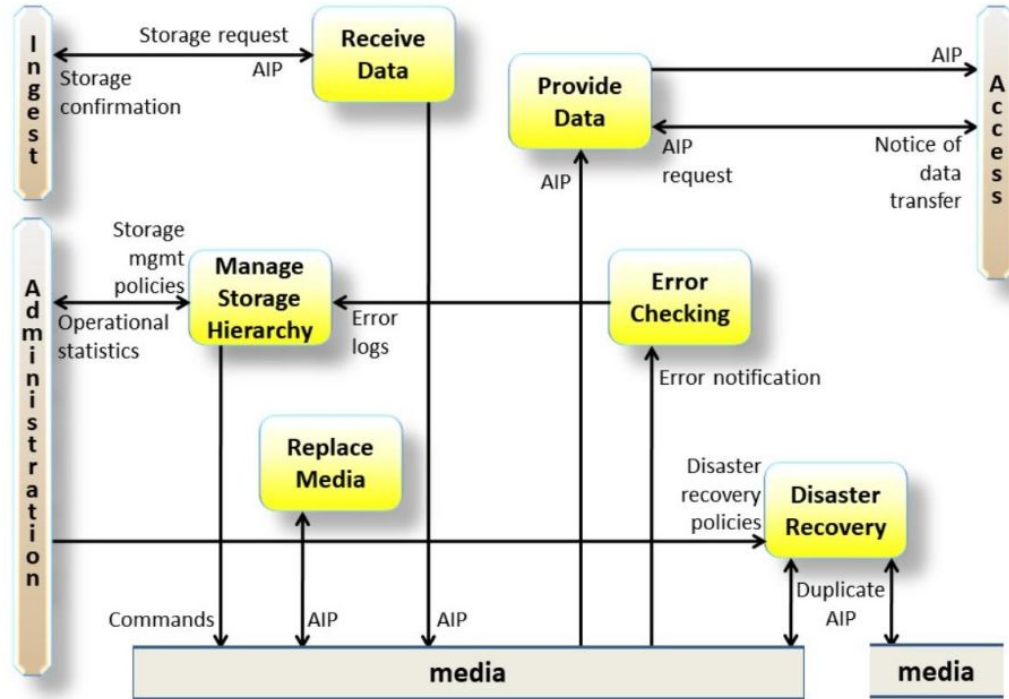 Ingest
Storage request
AIP
Storage
confirmation
Receive
Data
Provide
Data
AIP
AIP
request
Notice of
data
transfer
Access
AIP
Administration
Storage
mgmt
policies
Operational
statistics
Manage
Storage
Hierarchy
Error
logs
Error
Checking
Error notification
Replace
Media
Disaster
recovery
policies
Disaster
Recovery
Commands
AIP
AIP
Duplicate
AIP
media
media